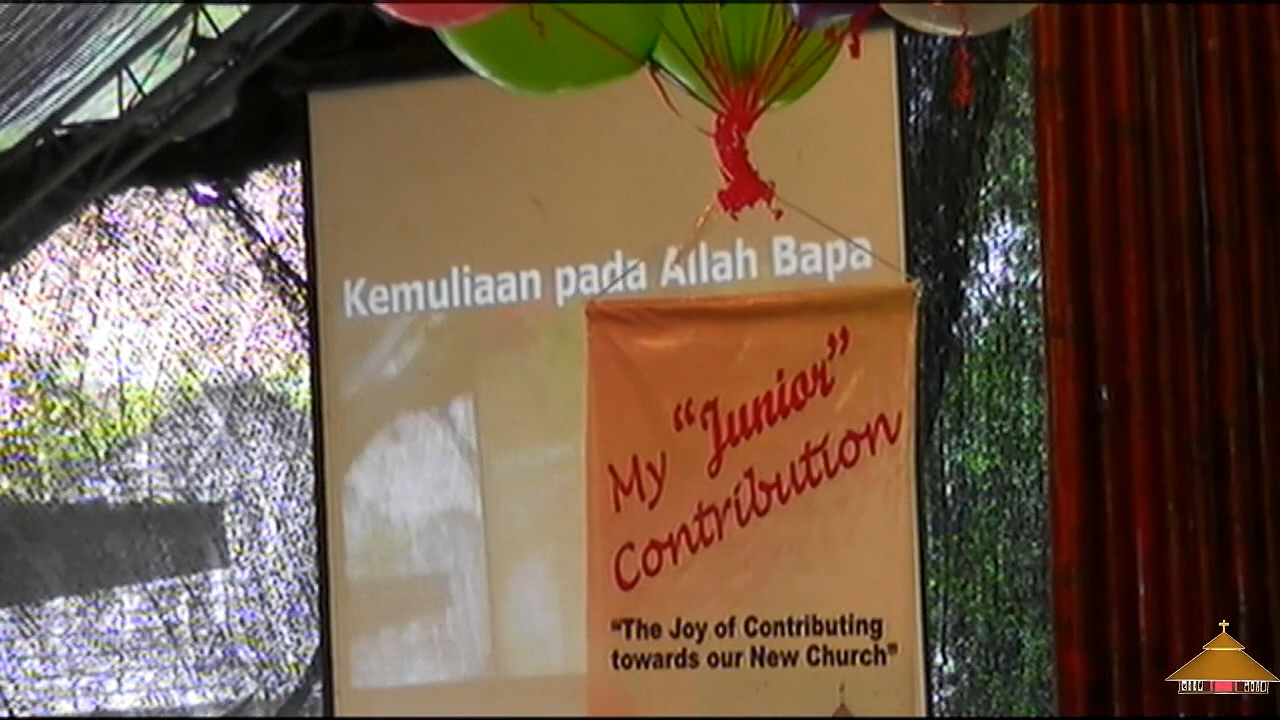 Kemuliaan pada Allah Bapa
My "Junior"
Contribution
"The Joy of Contributing
towards our New Church"